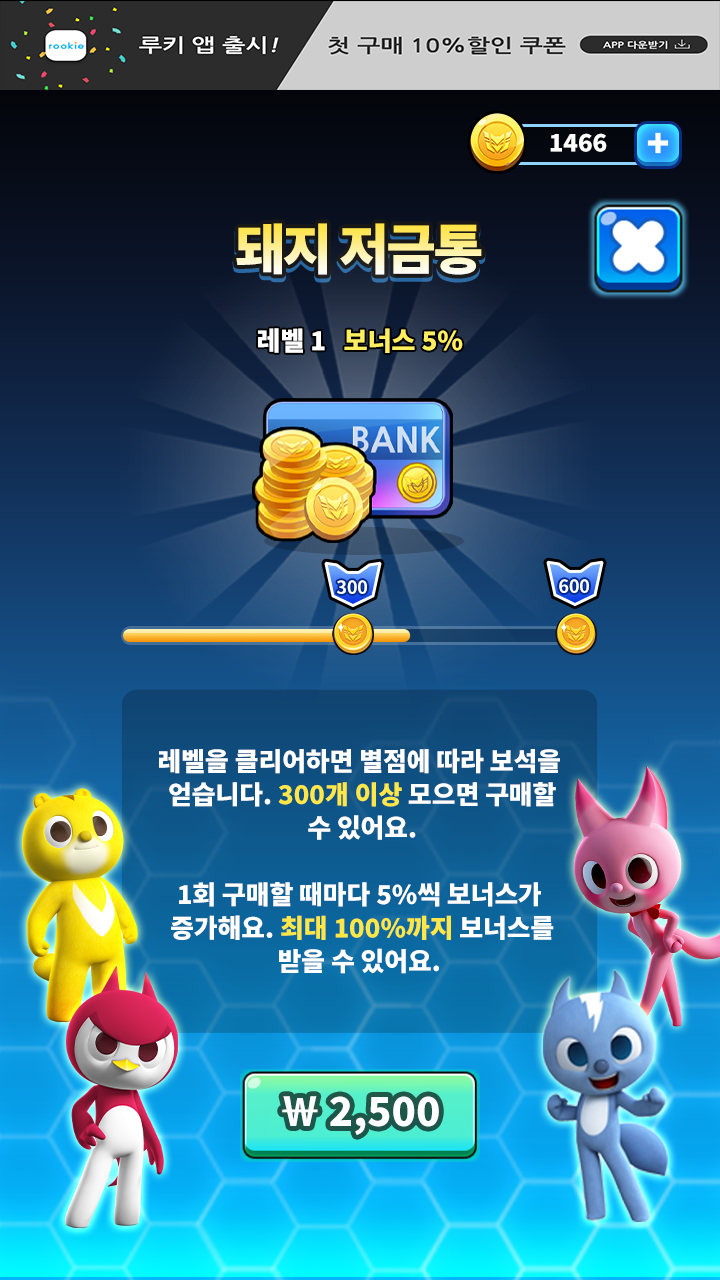 rookie
루키 앱 출시!
첫 구매 10%할인 쿠폰
APP 다운받기
1466
돼지 저금통
레벨 1 보너스 5%
BANK
300
600
레벨을 클리어하면 별점에 따라 보석을
얻습니다. 300개 이상 모으면 구매할
수 있어요.
1회 구매할 때마다 5%씩 보너스가
증가해요. 최대 100%까지 보너스를
받을 수 있어요.
₩ 2,500